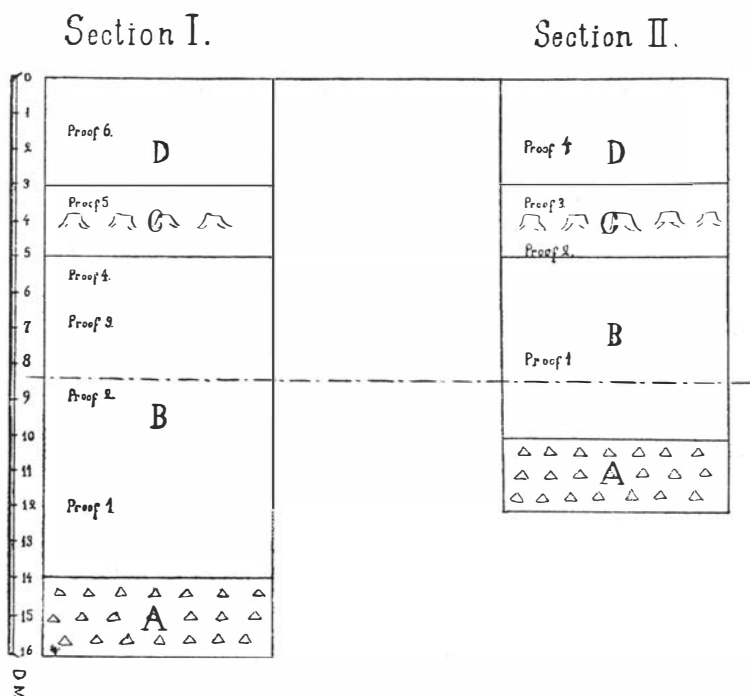 Section I.
Section II.
0
1
2
3
4
5
6
7
8
9
10
11
12
13
14
15
16
DM
Proof 6.
D
Proof 5
C
Proof 4.
Proof 3.
Proof 2
B
Proof 1
A
Proof 4
D
Proof 3
C
Proof 2.
B
Proof 1
A